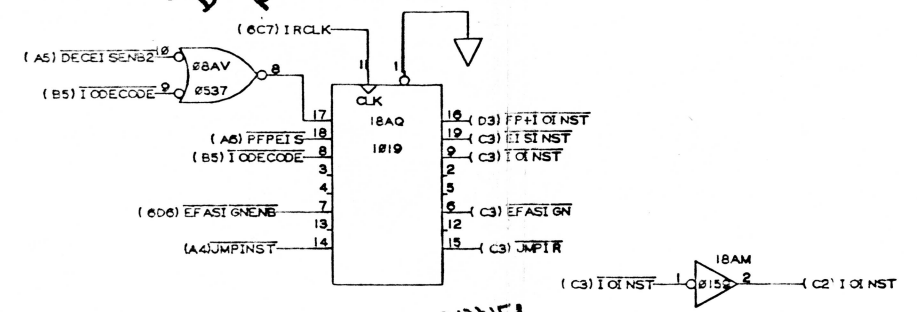 (6C7) IRCLK
(A5) DECEISENB2 10
08AV
0537
8
(B5) IODECODE 9
11
1
CLK
18AQ
1019
17
16 (D3) FP+IOINST
(A6) PFPEIS 18
19 (C3) EISINST
(B5) IODECODE 8
9 (C3) IOINST
3
2
4
5
(6D6) EFASIGNENB 7
6 (C3) EFASIGN
13
12
(A4) JMPINST 14
15 (C3) JMPIR
18AM
(C3) IOINST 1
2 (C2) IOINST